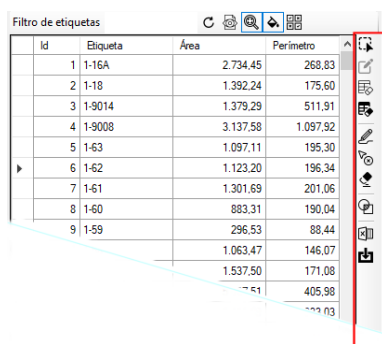 Filtro de etiquetas
Id Etiqueta Área Perímetro
1 1-16A 2.734,45 268,83
2 1-18 1.392,24 175,60
3 1-9014 1.379,29 511,91
4 1-9008 3.137,58 1.097,92
5 1-63 1.097,11 195,30
6 1-62 1.123,20 196,34
7 1-61 1.301,69 201,06
8 1-60 883,31 190,04
9 1-59 296,53 88,44
1.063,47 146,07
1.537,50 171,08
405,98